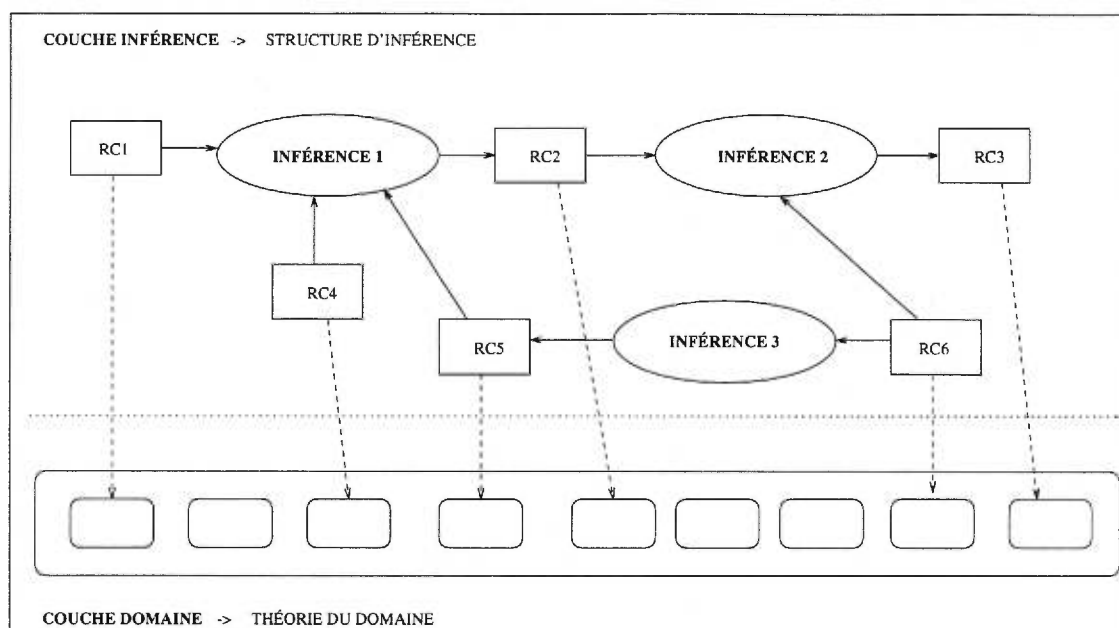 COUCHE INFÉRENCE -> STRUCTURE D'INFÉRENCE
RC1
INFÉRENCE 1
RC2
INFÉRENCE 2
RC3
RC4
RC5
INFÉRENCE 3
RC6
COUCHE DOMAINE -> THÉORIE DU DOMAINE